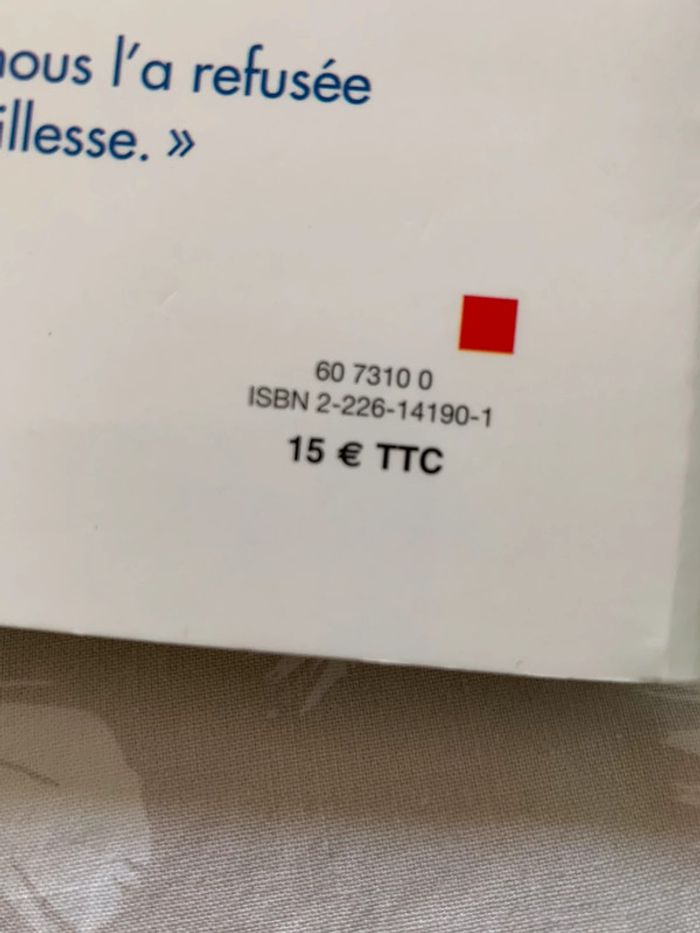 nous l'a refusée
illesse. »
60 7310 0
ISBN 2-226-14190-1
15 € TTC